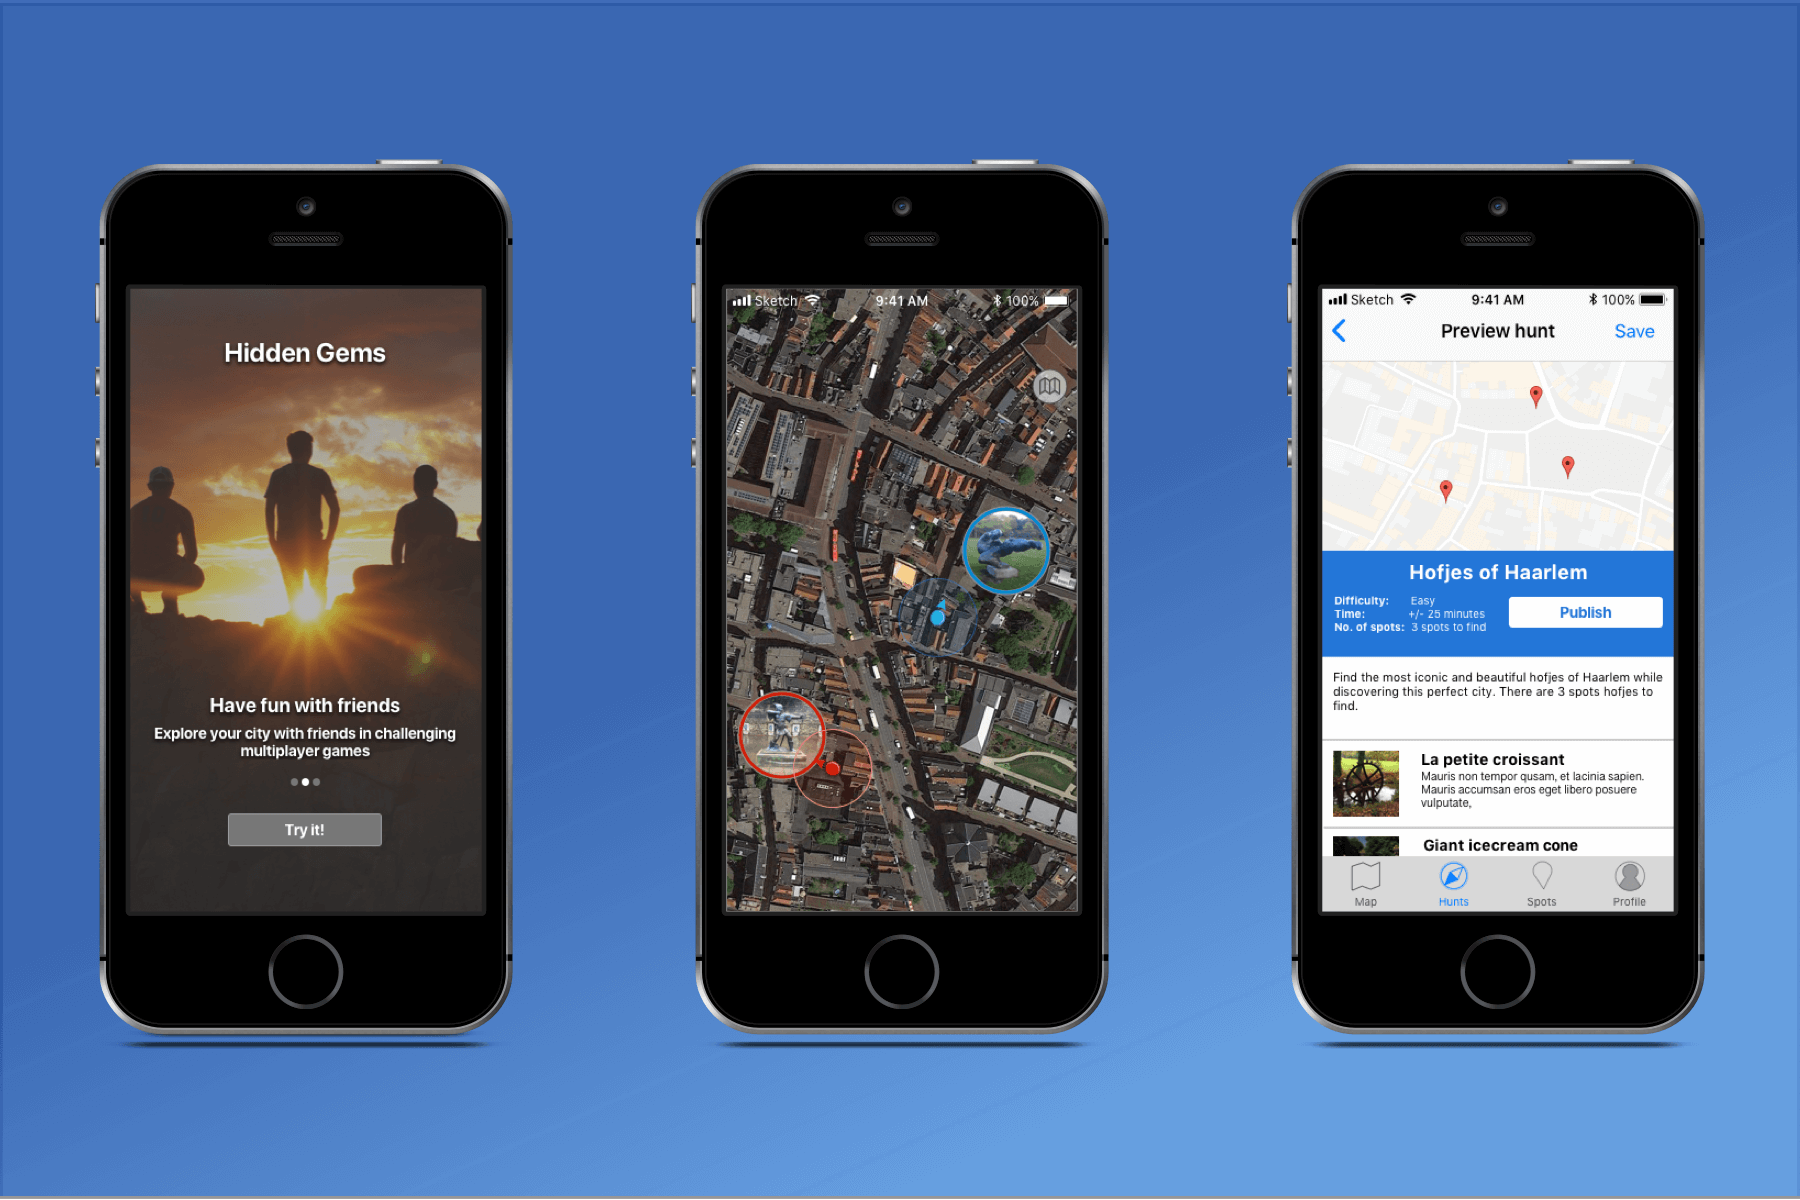 Hidden Gems
Have fun with friends
Explore your city with friends in challenging
multiplayer games
Try it!
Sketch 9:41 AM 100%
Sketch 9:41 AM 100%
Preview hunt Save
Hofjes of Haarlem
Difficulty: Easy
Time: +/- 25 minutes
No. of spots: 3 spots to find
Publish
Find the most iconic and beautiful hofjes of Haarlem while
discovering this perfect city. There are 3 spots hofjes to
find.
La petite croissant
Mauris non tempor qusam, et lacinia sapien.
Mauris accumsan eros eget libero posuere
vulputate,
Giant icecream cone
Map Hunts Spots Profile